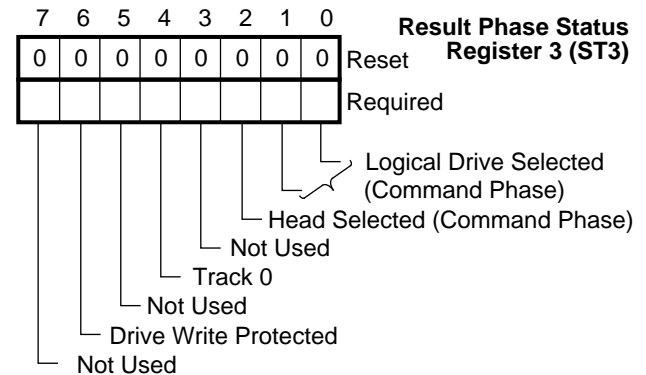 7 6 5 4 3 2 1 0
Result Phase Status
Register 3 (ST3)
0 0 0 0 0 0 0 0 Reset
Required
Logical Drive Selected
(Command Phase)
Head Selected (Command Phase)
Not Used
Track 0
Not Used
Drive Write Protected
Not Used